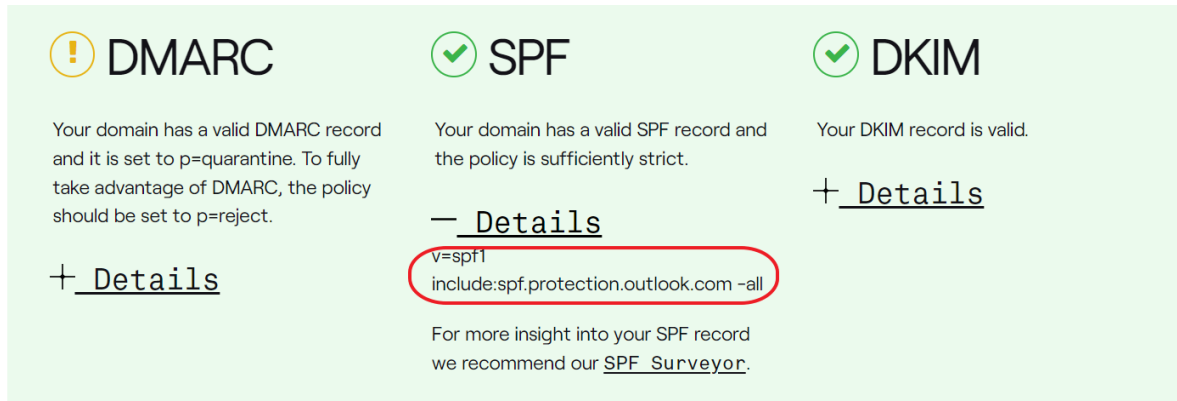 DMARC
Your domain has a valid DMARC record
and it is set to p=quarantine. To fully
take advantage of DMARC, the policy
should be set to p=reject.
+ Details
SPF
Your domain has a valid SPF record and
the policy is sufficiently strict.
— Details
v=spf1
include:spf.protection.outlook.com -all
For more insight into your SPF record
we recommend our SPF Surveyor.
DKIM
Your DKIM record is valid.
+ Details